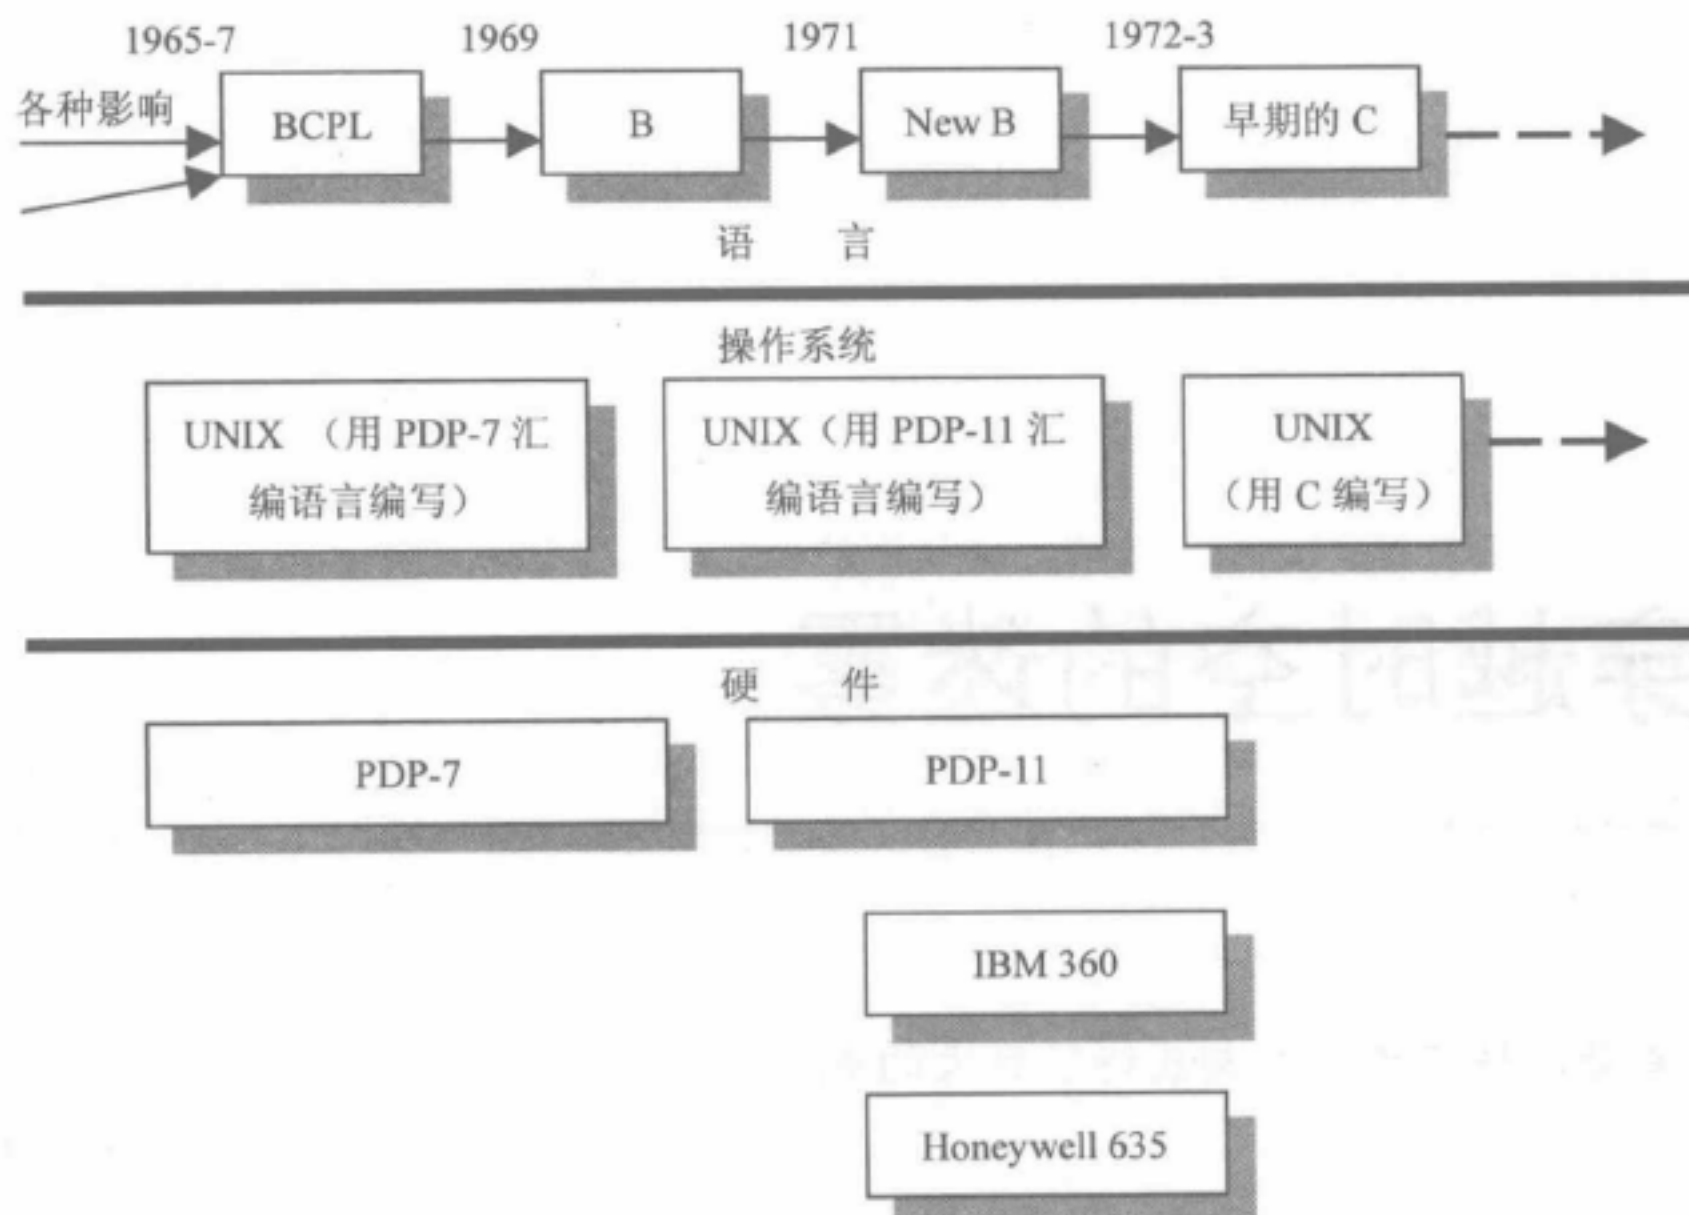 1965-7
1969
1971
1972-3
各种影响
BCPL
B
New B
早期的 C
语 言
操作系统
UNIX （用 PDP-7 汇
编语言编写）
UNIX（用 PDP-11 汇
编语言编写）
UNIX
（用 C 编写）
硬 件
PDP-7
PDP-11
IBM 360
Honeywell 635